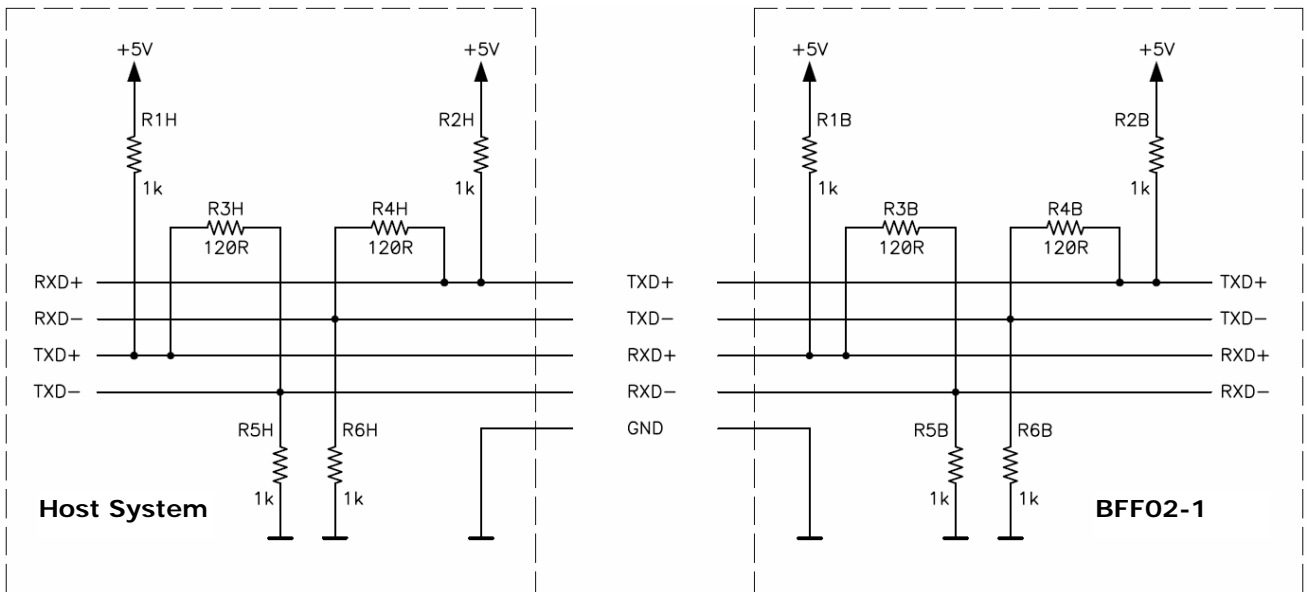 +5V +5V +5V +5V
R1H R2H R1B R2B
1k 1k 1k 1k
R3H R4H R3B R4B
120R 120R 120R 120R
RXD+ TXD+ TXD+
RXD− TXD− TXD−
TXD+ RXD+ RXD+
TXD− RXD− RXD−
R5H R6H GND R5B R6B
1k 1k 1k 1k
Host System BFF02-1